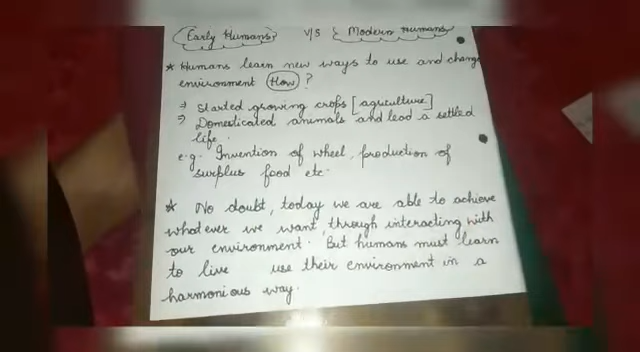 Early Humans V/S Modern Humans
* Humans learn new ways to use and change
environment How ?
⇒ Started growing crops [agriculture]
⇒ Domesticated animals and lead a settled
life.
e.g. Invention of wheel, production of
surplus food etc.
* No doubt, today we are able to achieve
whatever we want, through interacting with
our environment. But humans must learn
to live use their environment in a
harmonious way.